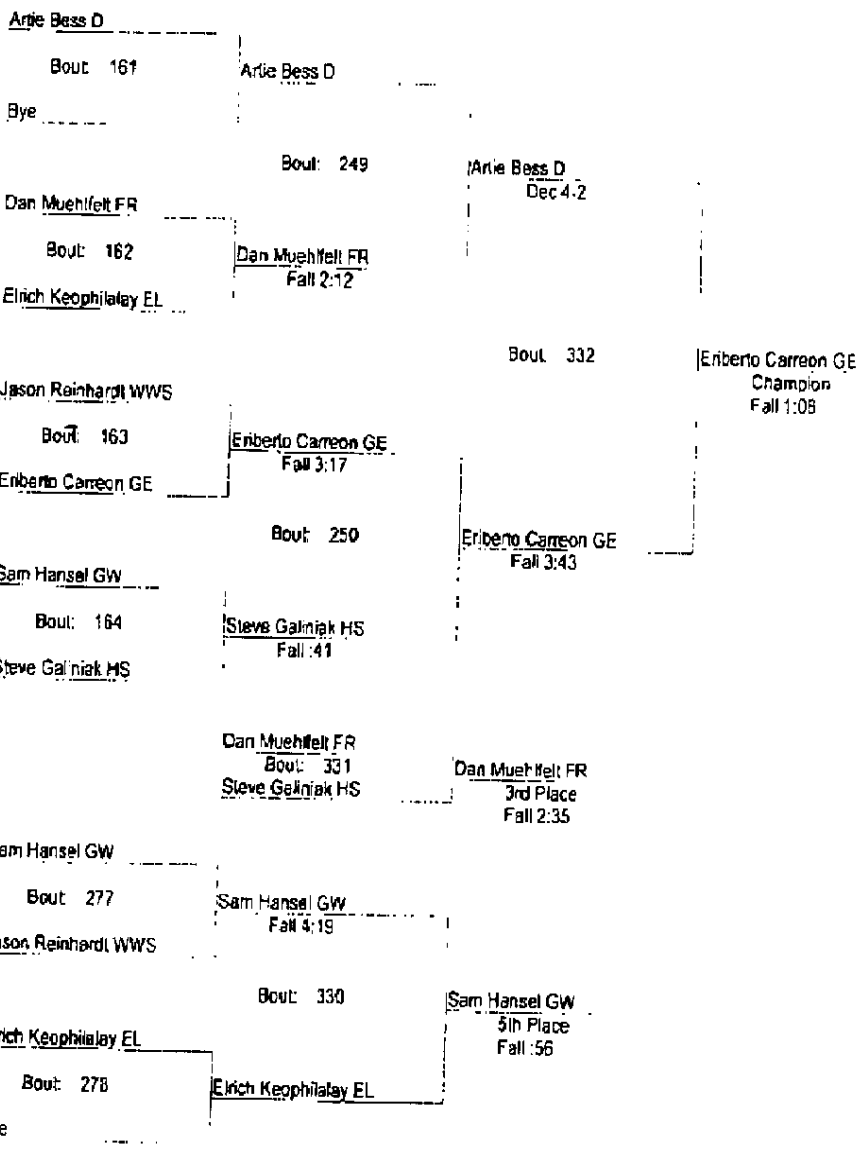 Artie Bess D
Bout: 161
Artie Bess D
Bye
Bout: 249
Artie Bess D
Dec 4-2
Dan Muehlfelt FR
Bout: 162
Dan Muehlfelt FR
Fall 2:12
Elrich Keophilalay EL
Bout: 332
Eriberto Carreon GE
Champion
Fall 1:08
Jason Reinhardt WWS
Bout: 163
Eriberto Carreon GE
Fall 3:17
Eriberto Carreon GE
Bout: 250
Eriberto Carreon GE
Fall 3:43
Sam Hansel GW
Bout: 164
Steve Galiniak HS
Fall :41
Steve Galiniak HS
Dan Muehlfelt FR
Bout: 331
Steve Galiniak HS
Dan Muehlfelt FR
3rd Place
Fall 2:35
am Hansel GW
Bout: 277
Sam Hansel GW
Fall 4:19
ason Reinhardt WWS
Bout: 330
Sam Hansel GW
5th Place
Fall :56
rich Keophilalay EL
Bout: 278
Elrich Keophilalay EL
e